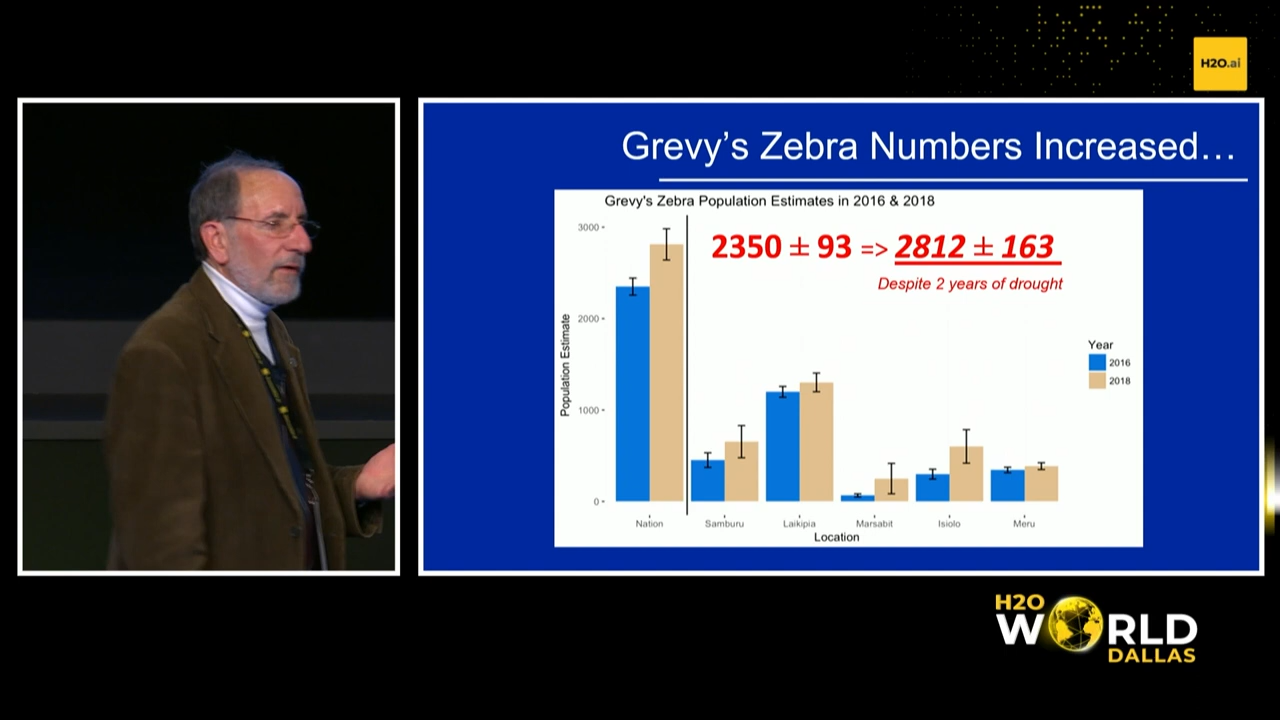 H2O.ai
Grevy's Zebra Numbers Increased...
Grevy's Zebra Population Estimates in 2016 & 2018
2350 ± 93 => 2812 ± 163
Despite 2 years of drought
3000
2000
1000
0
Population Estimate
Year
2016
2018
Nation Samburu Laikipia Marsabit Isiolo Meru
Location
H2O
WORLD
DALLAS